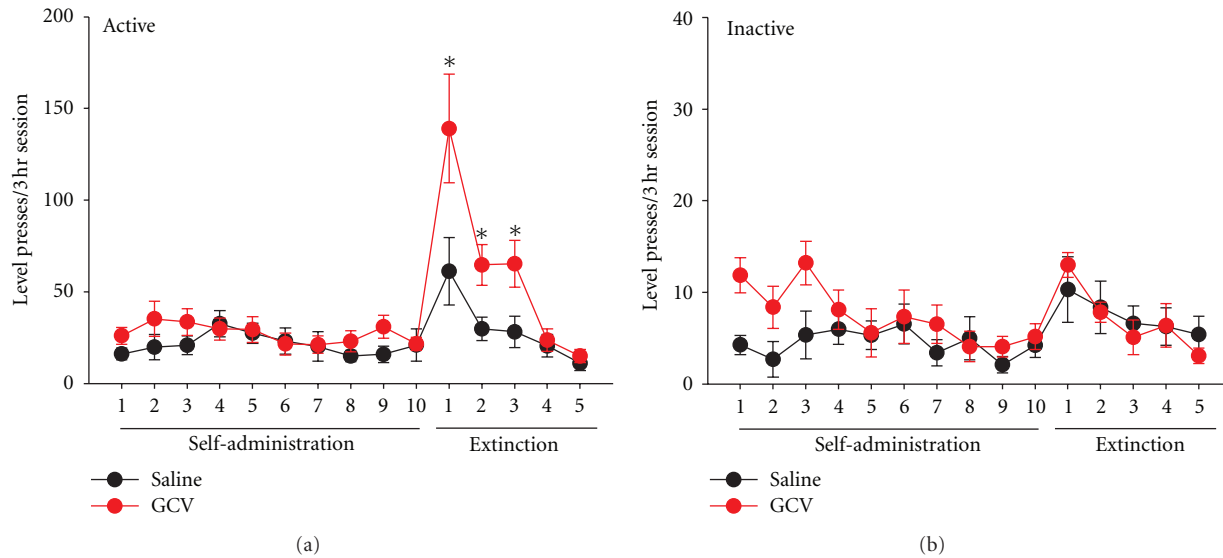 Active
Level presses/3 hr session
200
150
100
50
0
*
* *
1 2 3 4 5 6 7 8 9 10 1 2 3 4 5
Self-administration Extinction
Saline
GCV
(a)
Inactive
Level presses/3 hr session
40
30
20
10
0
1 2 3 4 5 6 7 8 9 10 1 2 3 4 5
Self-administration Extinction
Saline
GCV
(b)